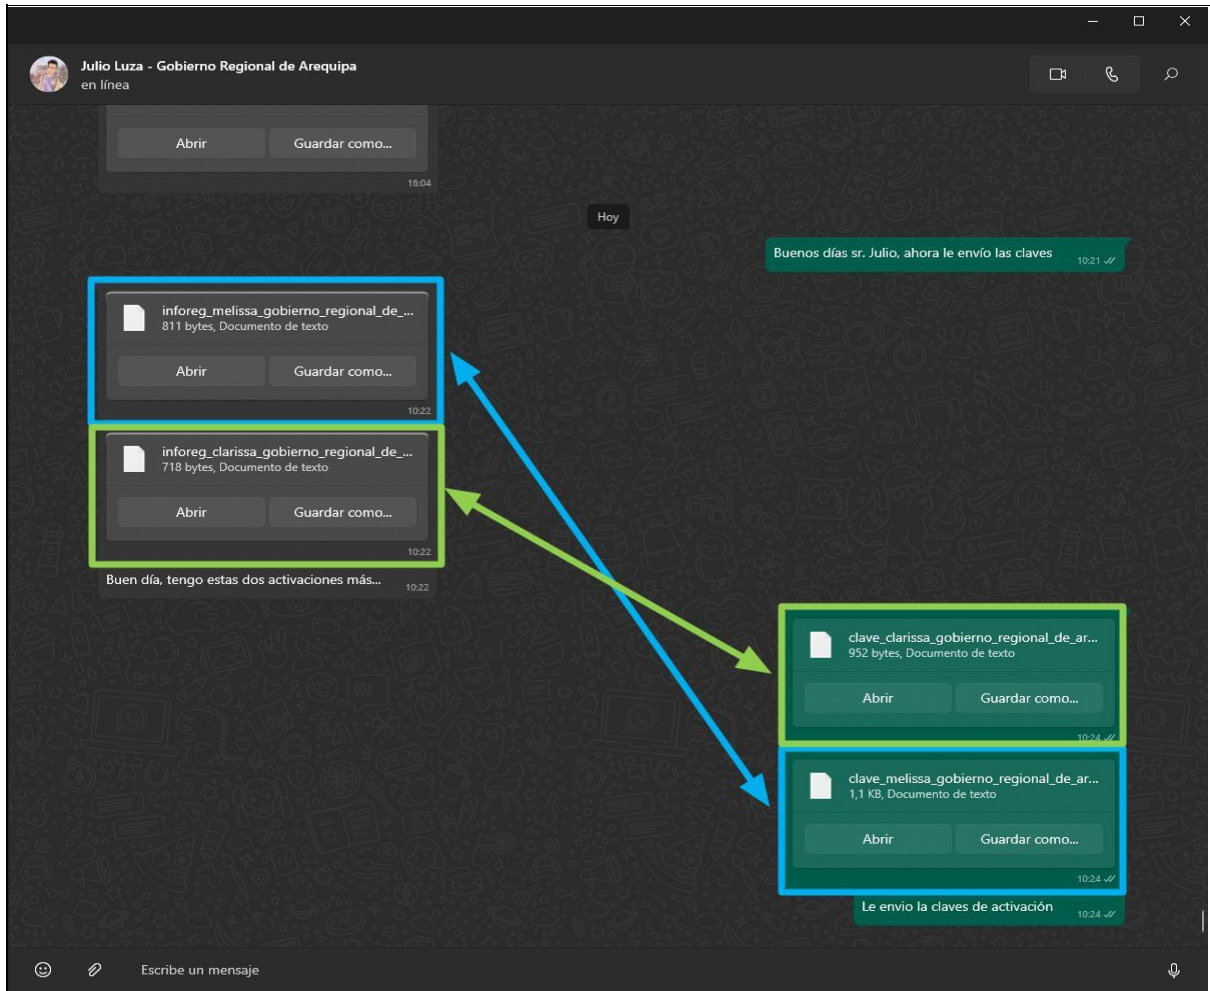 Julio Luza - Gobierno Regional de Arequipa
en línea
Abrir Guardar como...
16:04
Hoy
Buenos días sr. Julio, ahora le envío las claves 10:21
inforeg_melissa_gobierno_regional_de_...
811 bytes, Documento de texto
Abrir Guardar como...
10:22
inforeg_clarissa_gobierno_regional_de_...
718 bytes, Documento de texto
Abrir Guardar como...
10:22
Buen día, tengo estas dos activaciones más... 10:22
clave_clarissa_gobierno_regional_de_ar...
952 bytes, Documento de texto
Abrir Guardar como...
10:24
clave_melissa_gobierno_regional_de_ar...
1,1 KB, Documento de texto
Abrir Guardar como...
10:24
Le envio la claves de activación 10:24
Escribe un mensaje